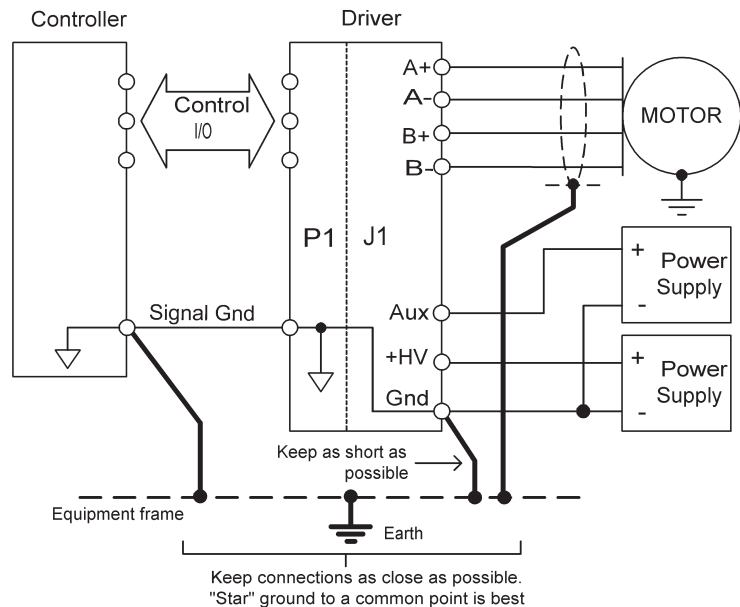 Controller
Driver
Control
I/O
A+
A-
B+
B-
MOTOR
P1
J1
+
Power
Supply
-
Signal Gnd
Aux
+HV
+
Power
Supply
-
Gnd
Keep as short as
possible
Equipment frame
Earth
Keep connections as close as possible.
"Star" ground to a common point is best